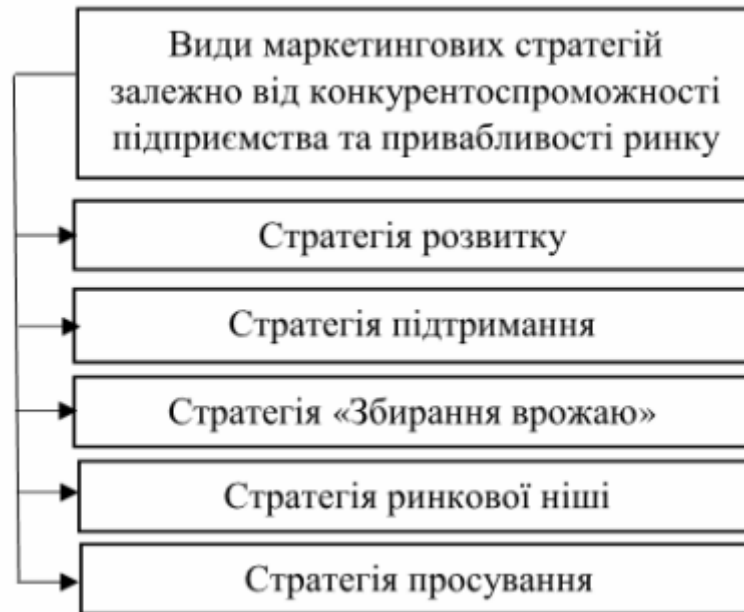 Види маркетингових стратегій
залежно від конкурентоспроможності
підприємства та привабливості ринку
Стратегія розвитку
Стратегія підтримання
Стратегія «Збирання врожаю»
Стратегія ринкової ніші
Стратегія просування